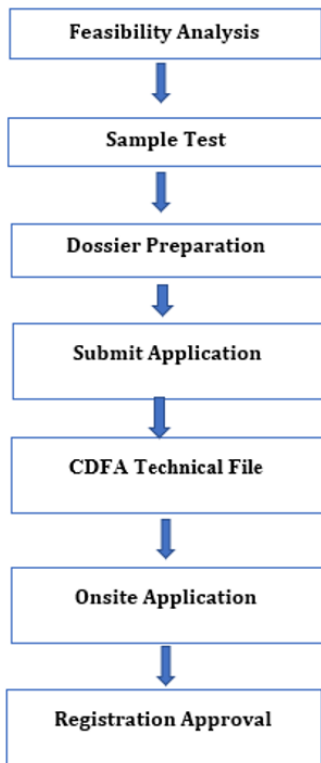 Feasibility Analysis
Sample Test
Dossier Preparation
Submit Application
CDFA Technical File
Onsite Application
Registration Approval